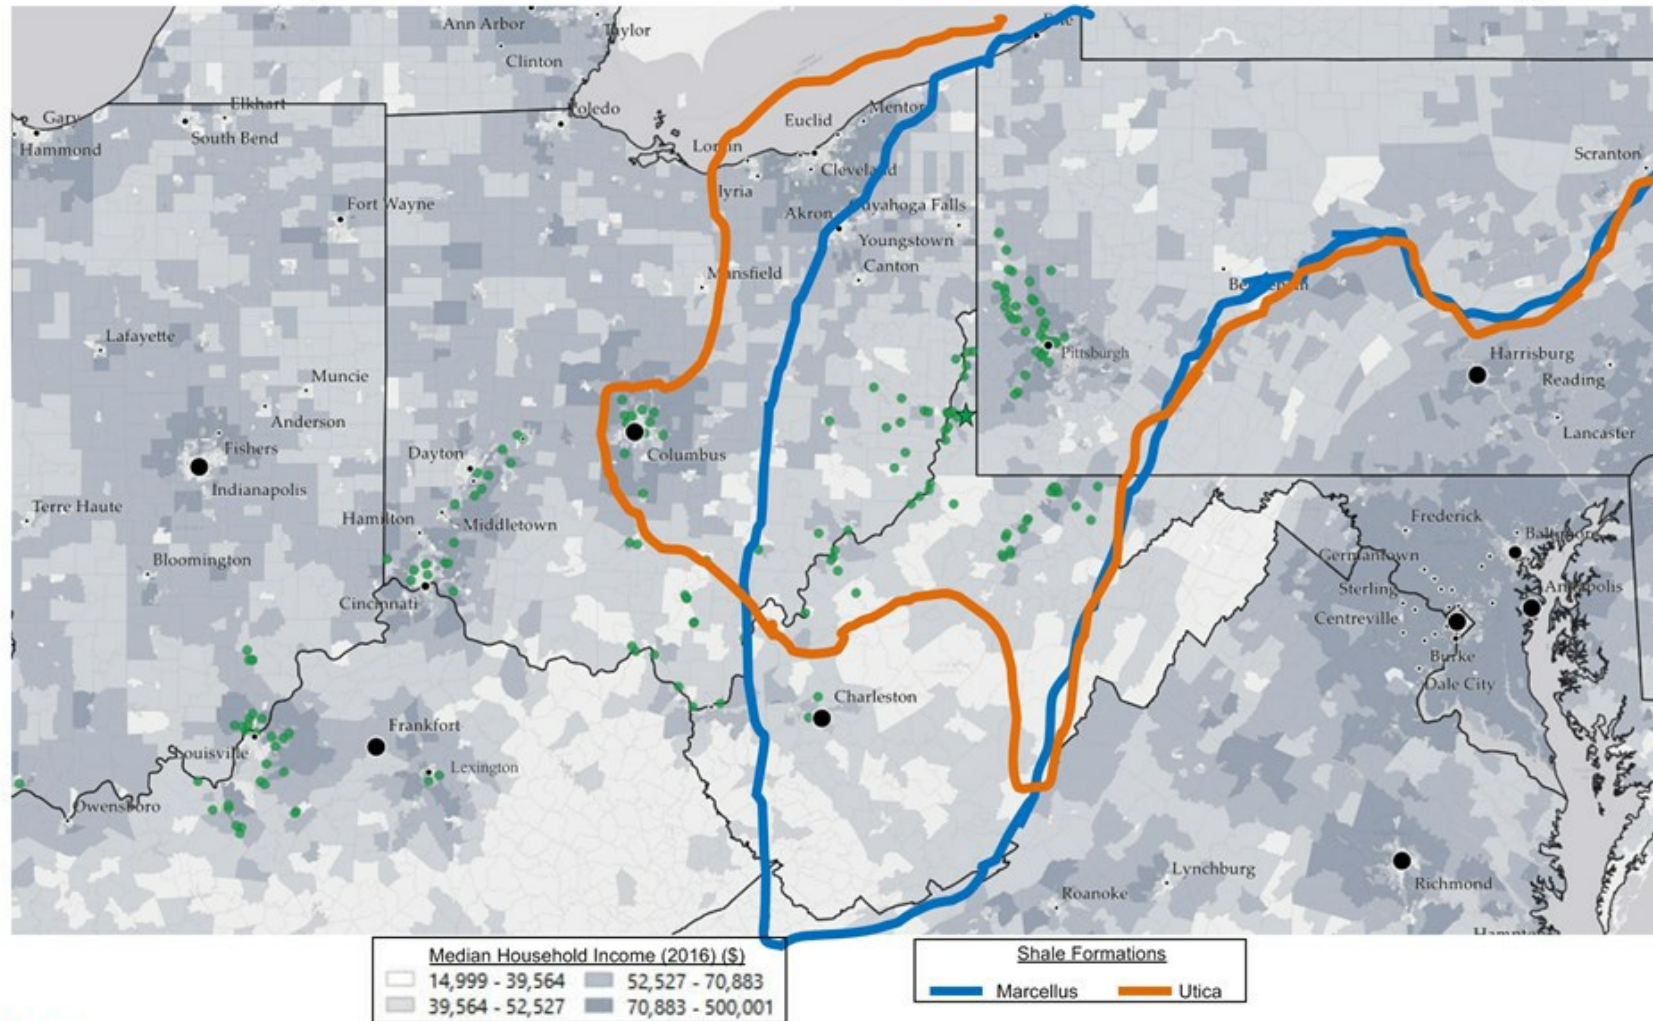 Ann Arbor
Taylor
Clinton
Gary
Hammond
Elkhart
South Bend
Toledo
Euclid
Mentor
Cleveland
Scranton
Fort Wayne
Akron
Cuyahoga Falls
Youngstown
Canton
Mansfield
Lafayette
Muncie
Anderson
Pittsburgh
Harrisburg
Reading
Lancaster
Fishers
Indianapolis
Dayton
Columbus
Terre Haute
Hamilton
Middletown
Bloomington
Cincinnati
Frederick
Baltimore
Germantown
Annapolis
Sterling
Centreville
Burke
Dale City
Charleston
Frankfort
Louisville
Lexington
Owensboro
Lynchburg
Roanoke
Richmond
Median Household Income (2016) ($)
14,999 - 39,564
52,527 - 70,883
39,564 - 52,527
70,883 - 500,001
Shale Formations
Marcellus
Utica